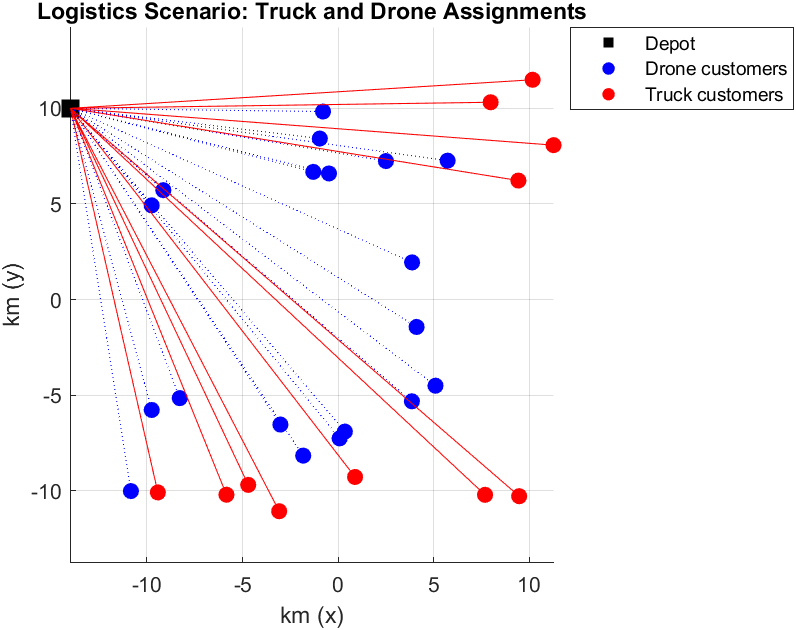 Logistics Scenario: Truck and Drone Assignments
Depot
Drone customers
Truck customers
10
5
0
-5
-10
km (y)
-10
-5
0
5
10
km (x)